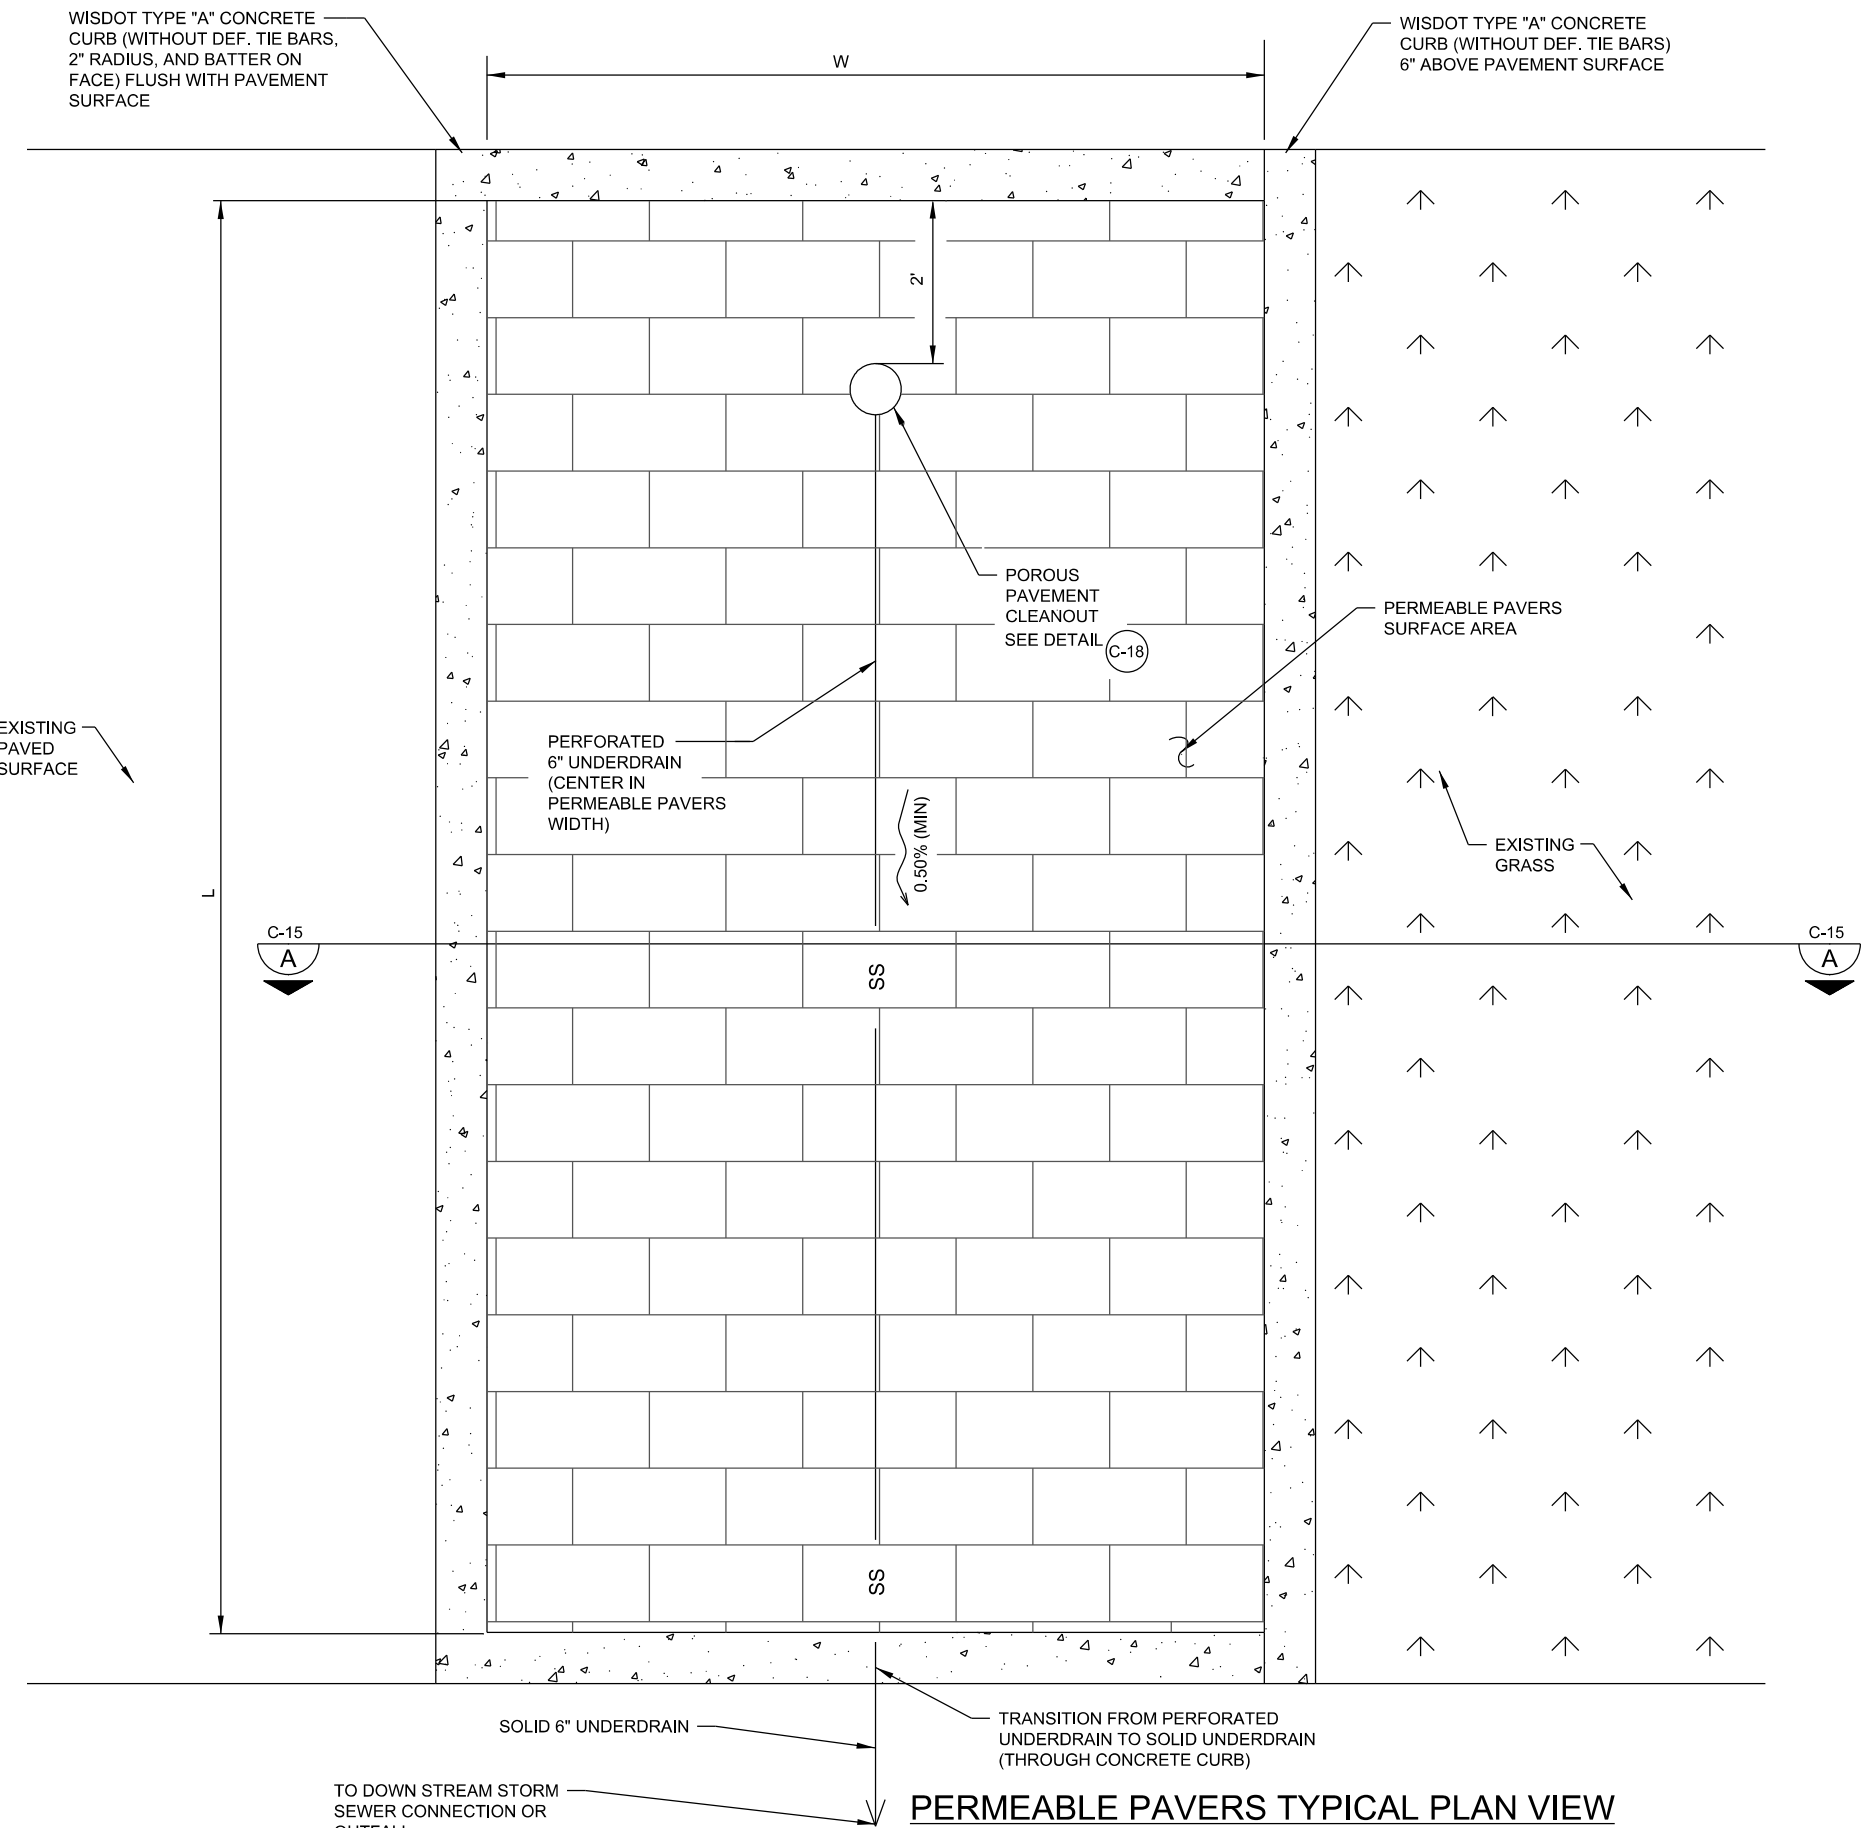 WISDOT TYPE "A" CONCRETE
CURB (WITHOUT DEF. TIE BARS,
2" RADIUS, AND BATTER ON
FACE) FLUSH WITH PAVEMENT
SURFACE
W
WISDOT TYPE "A" CONCRETE
CURB (WITHOUT DEF. TIE BARS)
6" ABOVE PAVEMENT SURFACE
2'
POROUS
PAVEMENT
CLEANOUT
SEE DETAIL
C-18
PERMEABLE PAVERS
SURFACE AREA
EXISTING
PAVED
SURFACE
PERFORATED
6" UNDERDRAIN
(CENTER IN
PERMEABLE PAVERS
WIDTH)
0.50% (MIN)
EXISTING
GRASS
L
C-15
A
C-15
A
SS
SS
SOLID 6" UNDERDRAIN
TRANSITION FROM PERFORATED
UNDERDRAIN TO SOLID UNDERDRAIN
(THROUGH CONCRETE CURB)
TO DOWN STREAM STORM
SEWER CONNECTION OR
PERMEABLE PAVERS TYPICAL PLAN VIEW